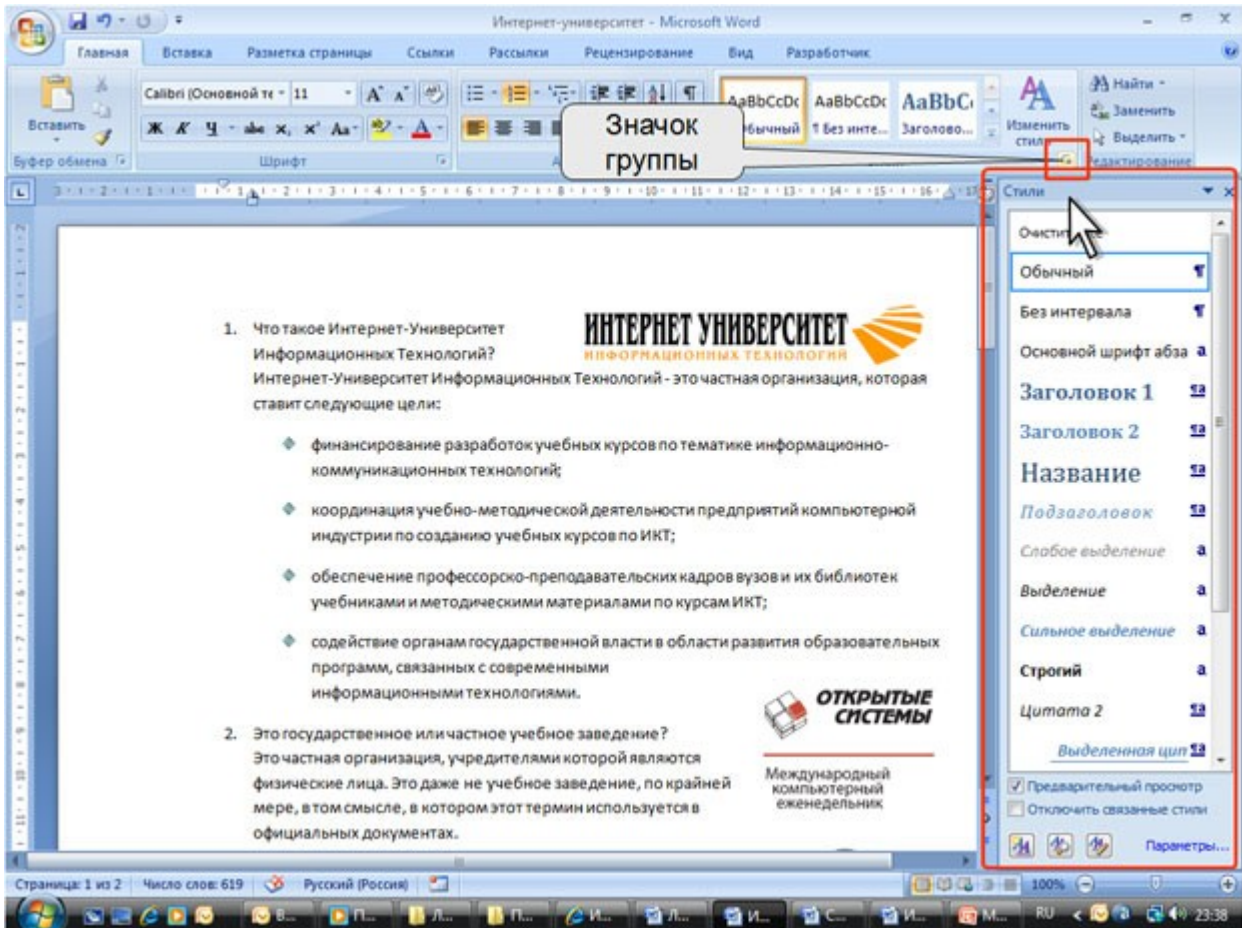 Интернет-университет - Microsoft Word
Главная Вставка Разметка страницы Ссылки Рассылки Рецензирование Вид Разработчик
Calibri (Основной те 11
AaBbCcDc AaBbCcDc AaBbCc
Найти
Заменить
Вставить
Ж К Ч abc x, x' Aa A
1 Без инте... Заголово...
Изменить
Выделить
Буфер обмена Шрифт Редактирование
Значок
группы
Стили
Обычный
Без интервала
Основной шрифт абза
Заголовок 1
Заголовок 2
Название
Подзаголовок
Слабое выделение
Выделение
Сильное выделение
Строгий
Цитата 2
Выделенная цит
Предварительный просмотр
Отключить связанные стили
Параметры...
ИНТЕРНЕТ УНИВЕРСИТЕТ
ИНФОРМАЦИОННЫХ ТЕХНОЛОГИЙ
1. Что такое Интернет-Университет
Информационных Технологий?
Интернет-Университет Информационных Технологий - это частная организация, которая
ставит следующие цели:
финансирование разработок учебных курсов по тематике информационно-
коммуникационных технологий;
координация учебно-методической деятельности предприятий компьютерной
индустрии по созданию учебных курсов по ИКТ;
обеспечение профессорско-преподавательских кадров вузов и их библиотек
учебниками и методическими материалами по курсам ИКТ;
содействие органам государственной власти в области развития образовательных
программ, связанных с современными
информационными технологиями.
ОТКРЫТЫЕ
СИСТЕМЫ
Международный
компьютерный
еженедельник
2. Это государственное или частное учебное заведение?
Это частная организация, учредителями которой являются
физические лица. Это даже не учебное заведение, по крайней
мере, в том смысле, в котором этот термин используется в
официальных документах.
Страница: 1 из 2 Число слов: 619 Русский (Россия) 100%
В... П... Л... П... И... Л... И... С... И... М... RU 23:38